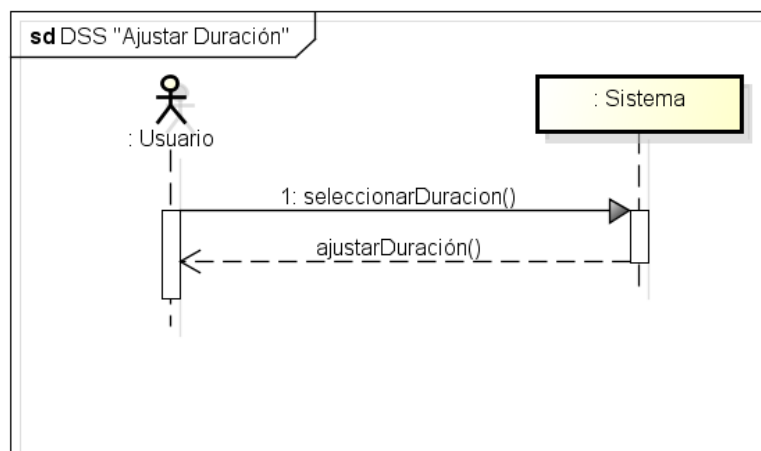 sd DSS "Ajustar Duración"
: Usuario
: Sistema
1: seleccionarDuracion()
ajustarDuración()